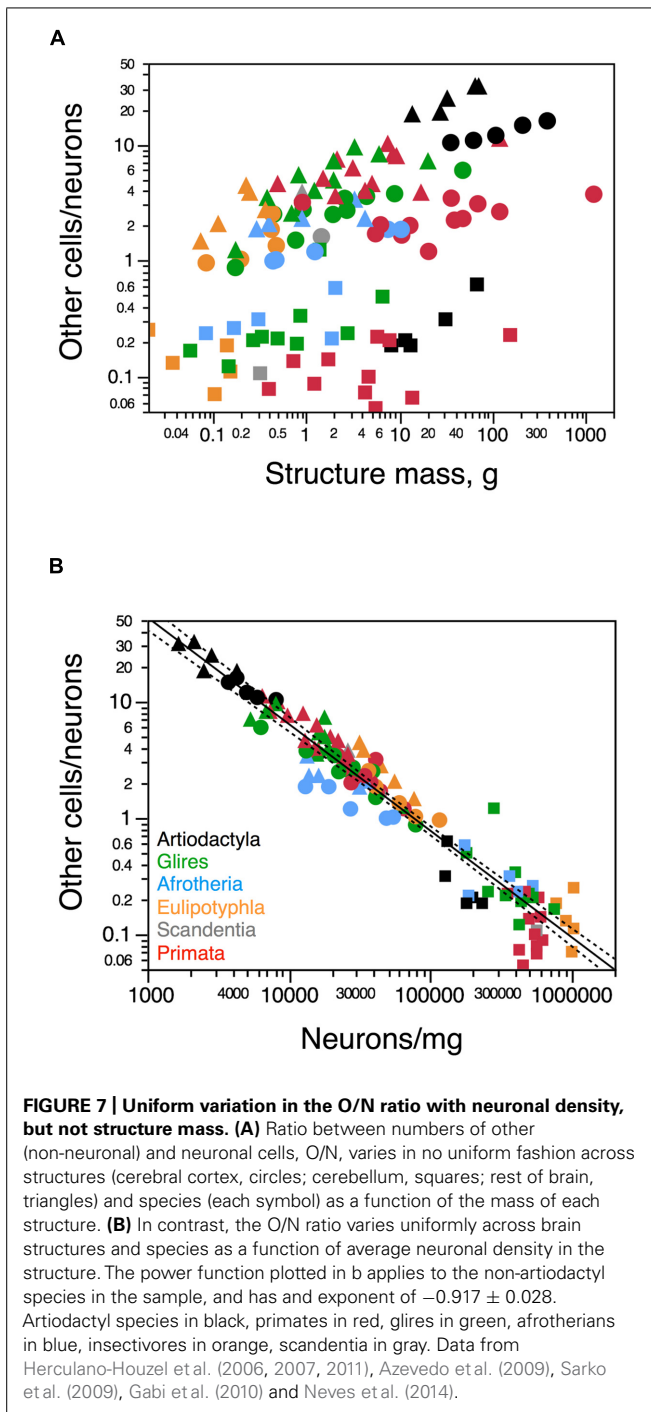 A
50
30
20
10
4
2
1
0.6
0.4
0.2
0.1
0.06
Other cells/neurons
0.04 0.1 0.2 0.5 1 2 4 6 10 20 40 100 300 1000
Structure mass, g
B
50
30
20
10
4
2
1
0.6
0.4
0.2
0.1
0.06
Other cells/neurons
Artiodactyla
Glires
Afrotheria
Eulipotyphla
Scandentia
Primata
1000 4000 10000 30000 100000 300000 1000000
Neurons/mg
FIGURE 7 | Uniform variation in the O/N ratio with neuronal density,
but not structure mass. (A) Ratio between numbers of other
(non-neuronal) and neuronal cells, O/N, varies in no uniform fashion across
structures (cerebral cortex, circles; cerebellum, squares; rest of brain,
triangles) and species (each symbol) as a function of the mass of each
structure. (B) In contrast, the O/N ratio varies uniformly across brain
structures and species as a function of average neuronal density in the
structure. The power function plotted in b applies to the non-artiodactyl
species in the sample, and has and exponent of −0.917 ± 0.028.
Artiodactyl species in black, primates in red, glires in green, afrotherians
in blue, insectivores in orange, scandentia in gray. Data from
Herculano-Houzel et al. (2006, 2007, 2011), Azevedo et al. (2009), Sarko
et al. (2009), Gabi et al. (2010) and Neves et al. (2014).